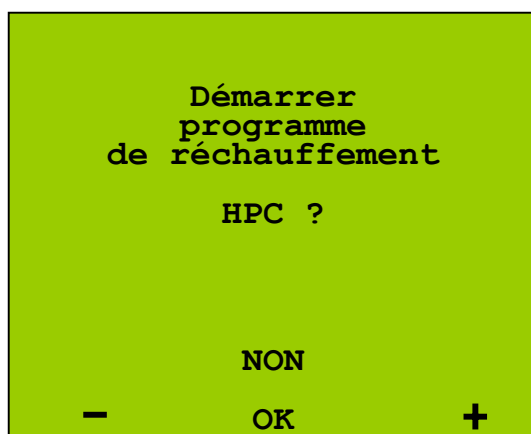 Démarrer
programme
de réchauffement
HPC ?
NON
- OK +